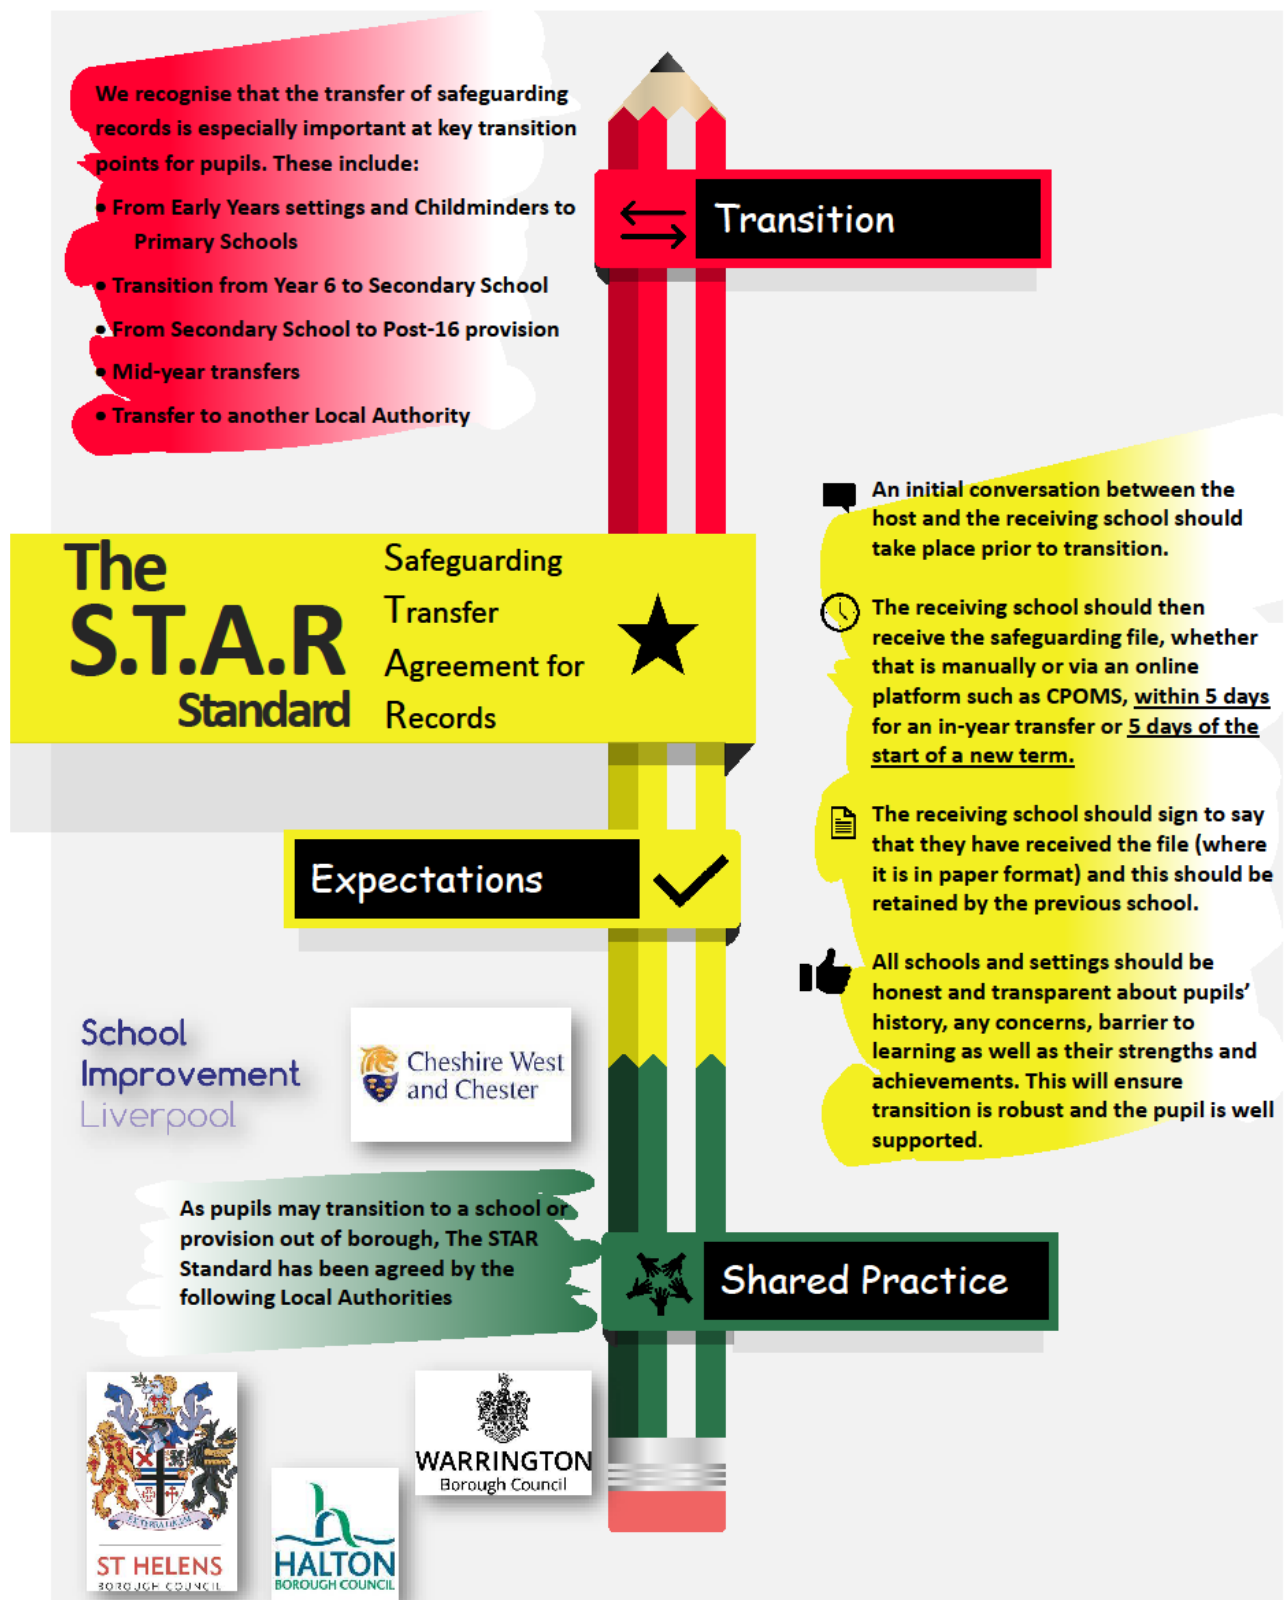 We recognise that the transfer of safeguarding
records is especially important at key transition
points for pupils. These include:
• From Early Years settings and Childminders to
Primary Schools
• Transition from Year 6 to Secondary School
• From Secondary School to Post-16 provision
• Mid-year transfers
• Transfer to another Local Authority
Transition
The
S.T.A.R
Standard
Safeguarding
Transfer
Agreement for
Records
An initial conversation between the
host and the receiving school should
take place prior to transition.
The receiving school should then
receive the safeguarding file, whether
that is manually or via an online
platform such as CPOMS, within 5 days
for an in-year transfer or 5 days of the
start of a new term.
The receiving school should sign to say
that they have received the file (where
it is in paper format) and this should be
retained by the previous school.
All schools and settings should be
honest and transparent about pupils’
history, any concerns, barrier to
learning as well as their strengths and
achievements. This will ensure
transition is robust and the pupil is well
supported.
Expectations
School
Improvement
Liverpool
Cheshire West
and Chester
As pupils may transition to a school or
provision out of borough, The STAR
Standard has been agreed by the
following Local Authorities
Shared Practice
ST HELENS
BOROUGH COUNCIL
HALTON
BOROUGH COUNCIL
WARRINGTON
Borough Council